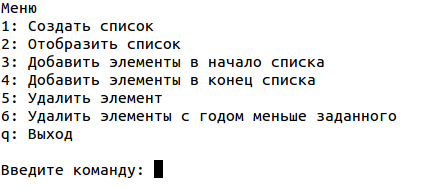 Меню
1: Создать список
2: Отобразить список
3: Добавить элементы в начало списка
4: Добавить элементы в конец списка
5: Удалить элемент
6: Удалить элементы с годом меньше заданного
q: Выход
Введите команду: